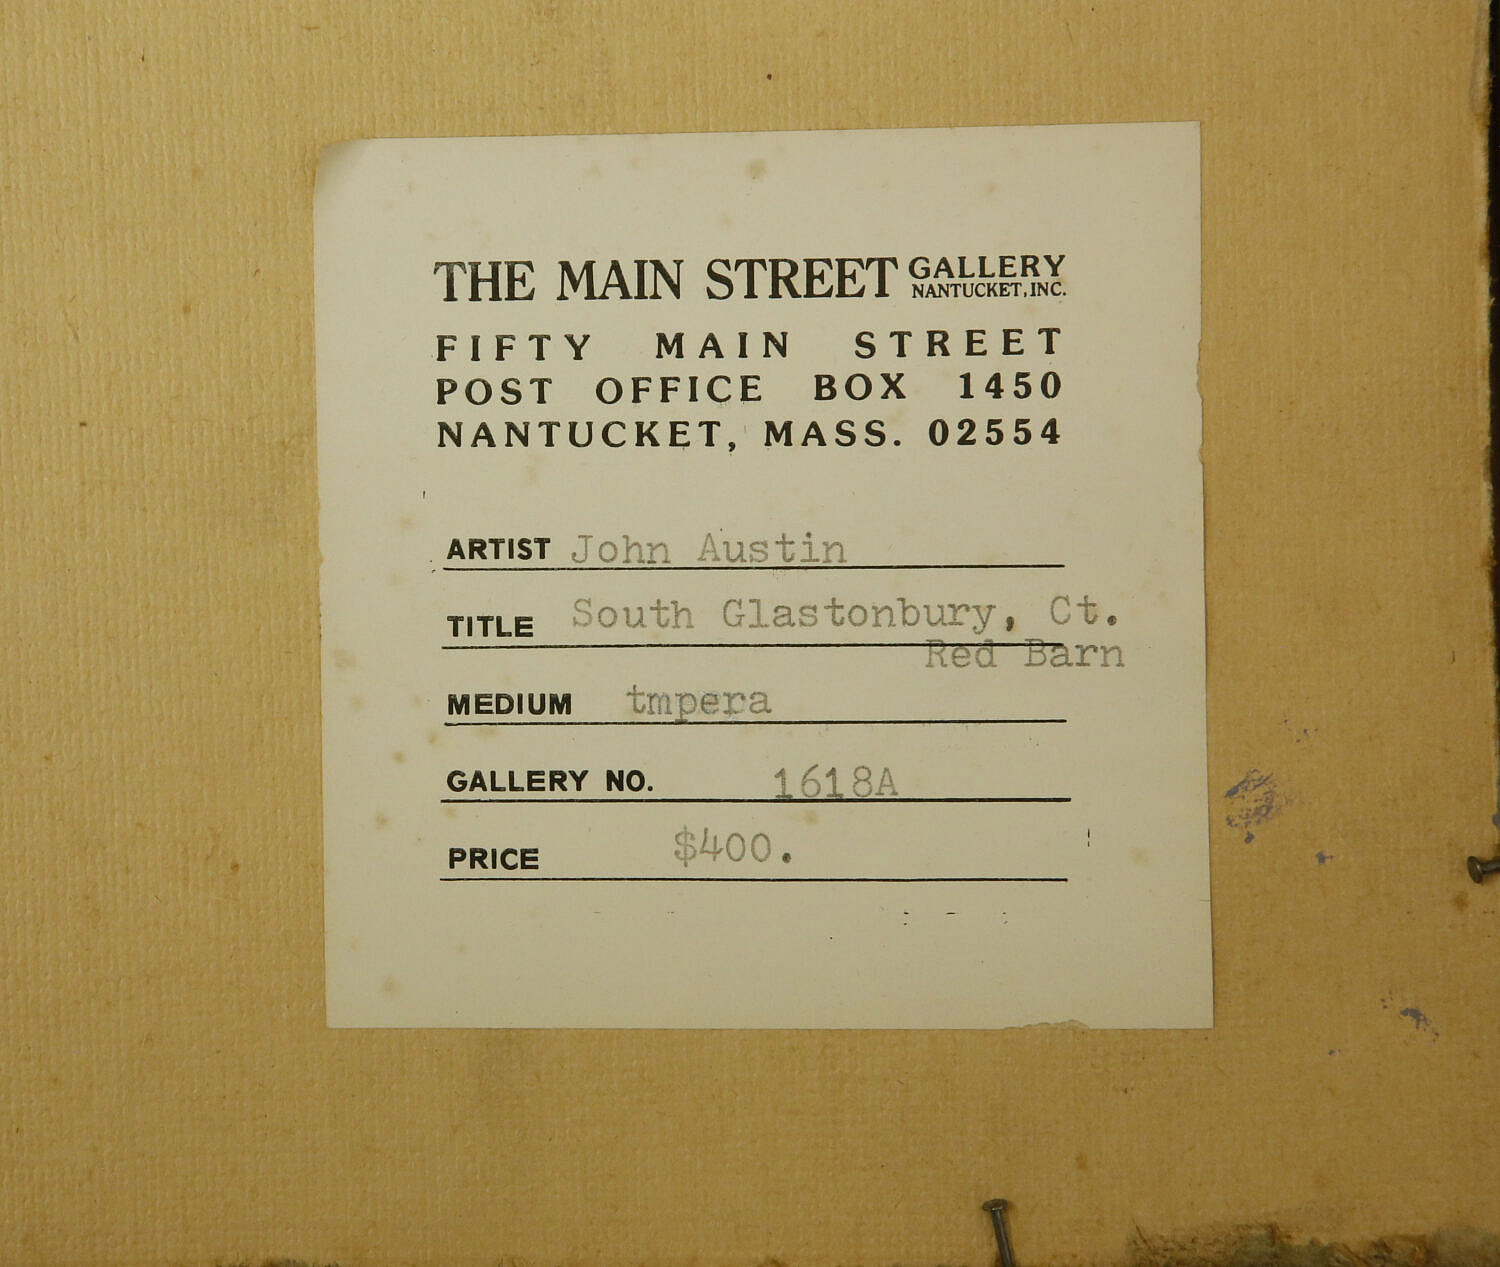 THE MAIN STREET GALLERY
NANTUCKET, INC.
FIFTY MAIN STREET
POST OFFICE BOX 1450
NANTUCKET, MASS. 02554
ARTIST John Austin
TITLE South Glastonbury, Ct.
Red Barn
MEDIUM tmpera
GALLERY NO. 1618A
PRICE $400.